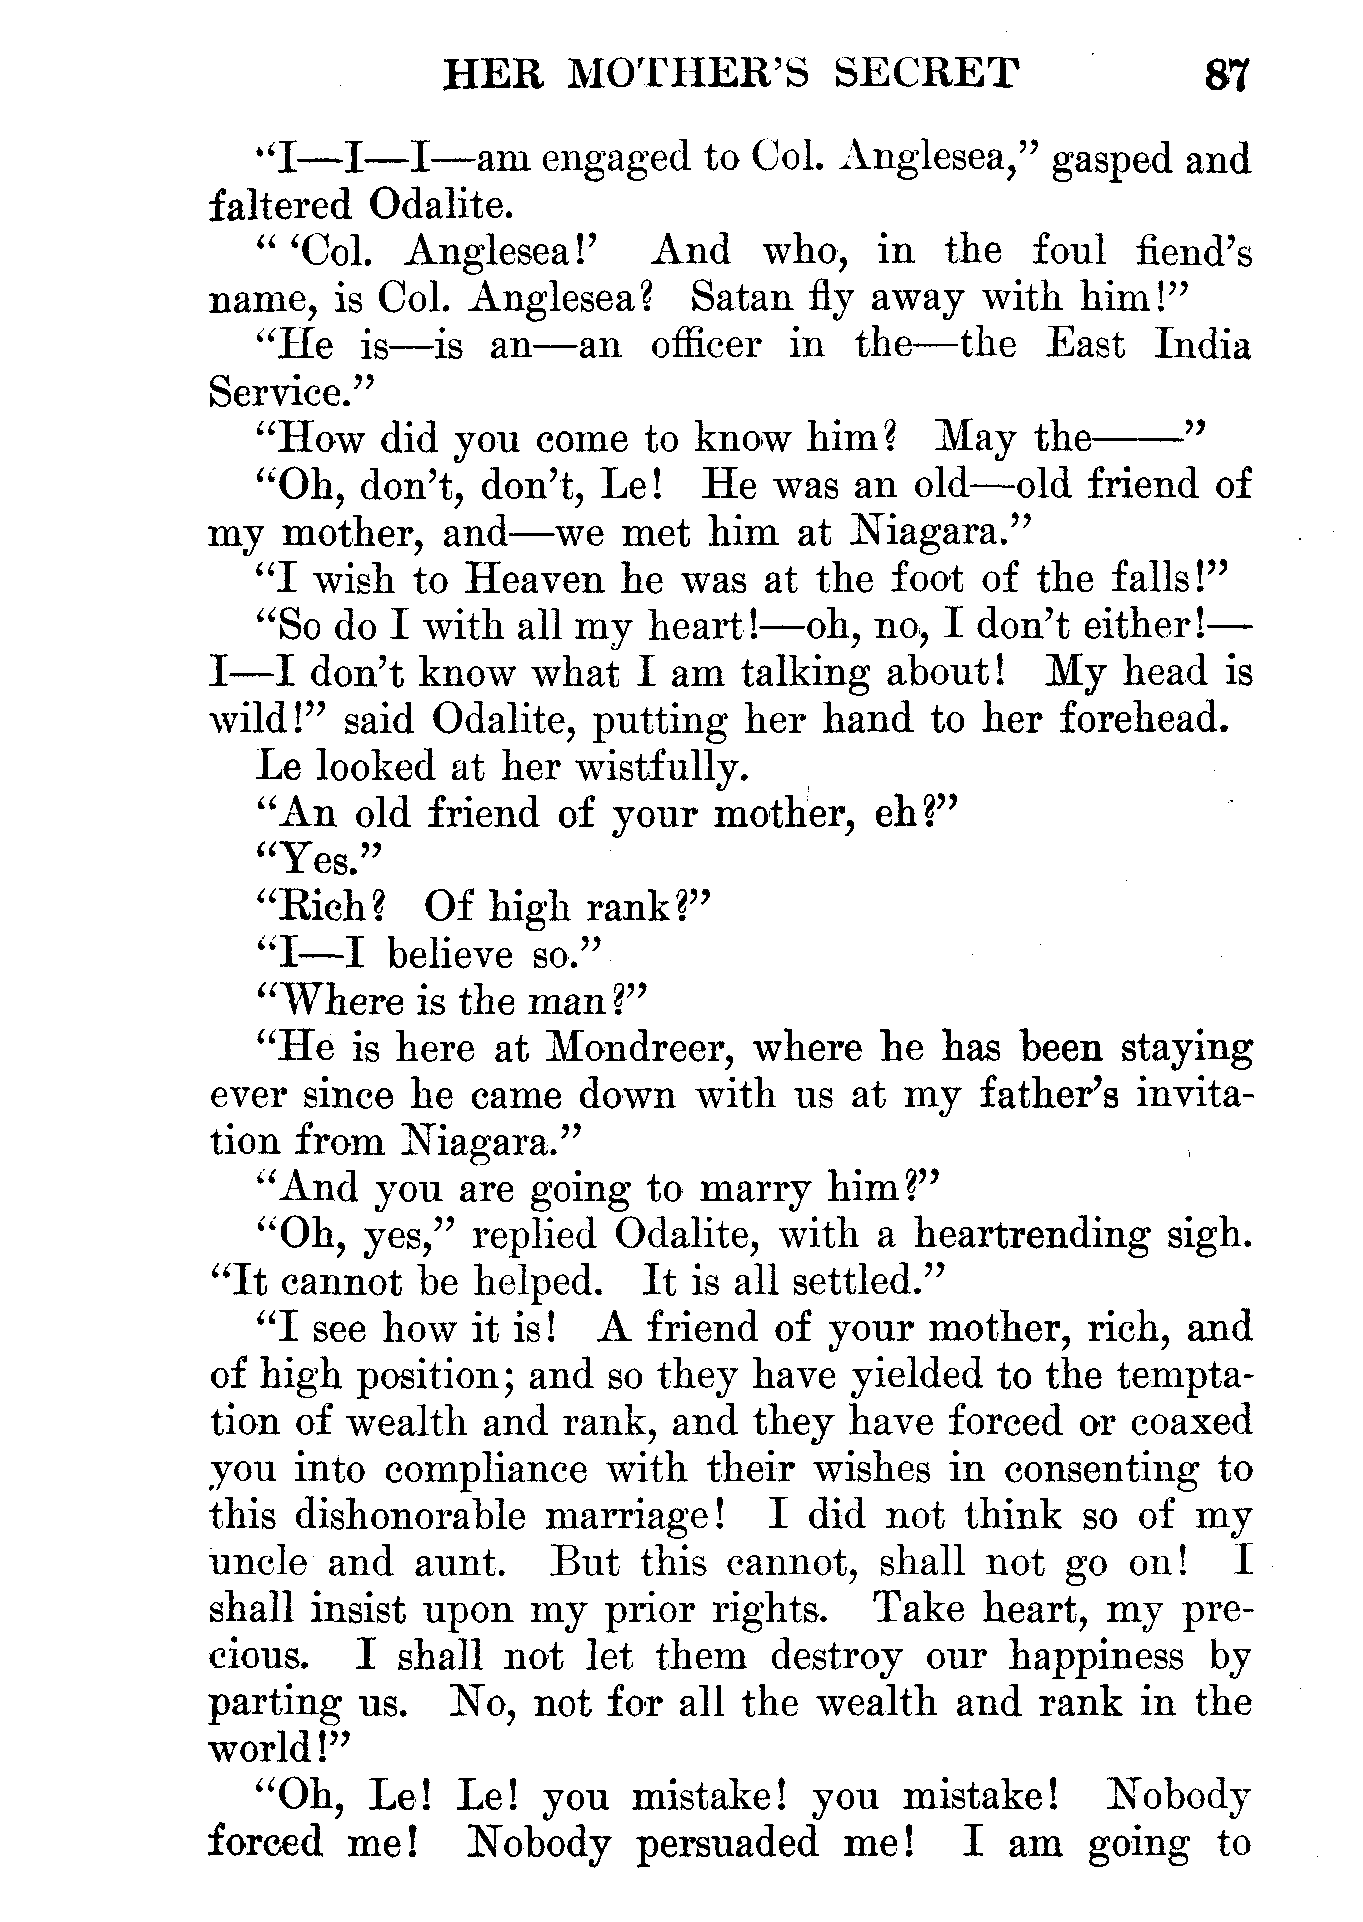 HER MOTHER'S SECRET 87
"I—I—I—am engaged to Col. Anglesea," gasped and
faltered Odalite.
" 'Col. Anglesea!' And who, in the foul fiend's
name, is Col. Anglesea? Satan fly away with him!"
"He is—is an—an officer in the—the East India
Service."
"How did you come to know him? May the——"
"Oh, don't, don't, Le! He was an old—old friend of
my mother, and—we met him at Niagara."
"I wish to Heaven he was at the foot of the falls!"
"So do I with all my heart!—oh, no, I don't either!—
I—I don't know what I am talking about! My head is
wild!" said Odalite, putting her hand to her forehead.
Le looked at her wistfully.
"An old friend of your mother, eh?"
"Yes."
"Rich? Of high rank?"
"I—I believe so."
"Where is the man?"
"He is here at Mondreer, where he has been staying
ever since he came down with us at my father's invita-
tion from Niagara."
"And you are going to marry him?"
"Oh, yes," replied Odalite, with a heartrending sigh.
"It cannot be helped. It is all settled."
"I see how it is! A friend of your mother, rich, and
of high position; and so they have yielded to the tempta-
tion of wealth and rank, and they have forced or coaxed
you into compliance with their wishes in consenting to
this dishonorable marriage! I did not think so of my
uncle and aunt. But this cannot, shall not go on! I
shall insist upon my prior rights. Take heart, my pre-
cious. I shall not let them destroy our happiness by
parting us. No, not for all the wealth and rank in the
world!"
"Oh, Le! Le! you mistake! you mistake! Nobody
forced me! Nobody persuaded me! I am going to